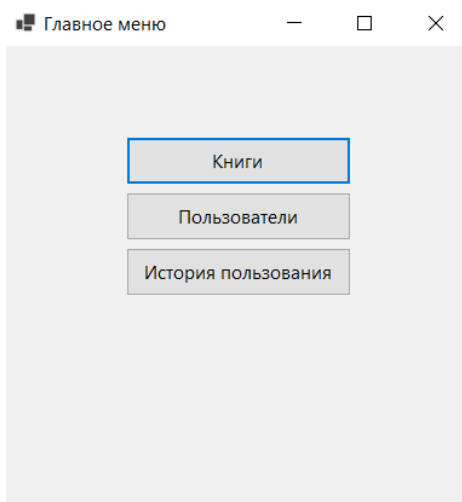 Главное меню
Книги
Пользователи
История пользования